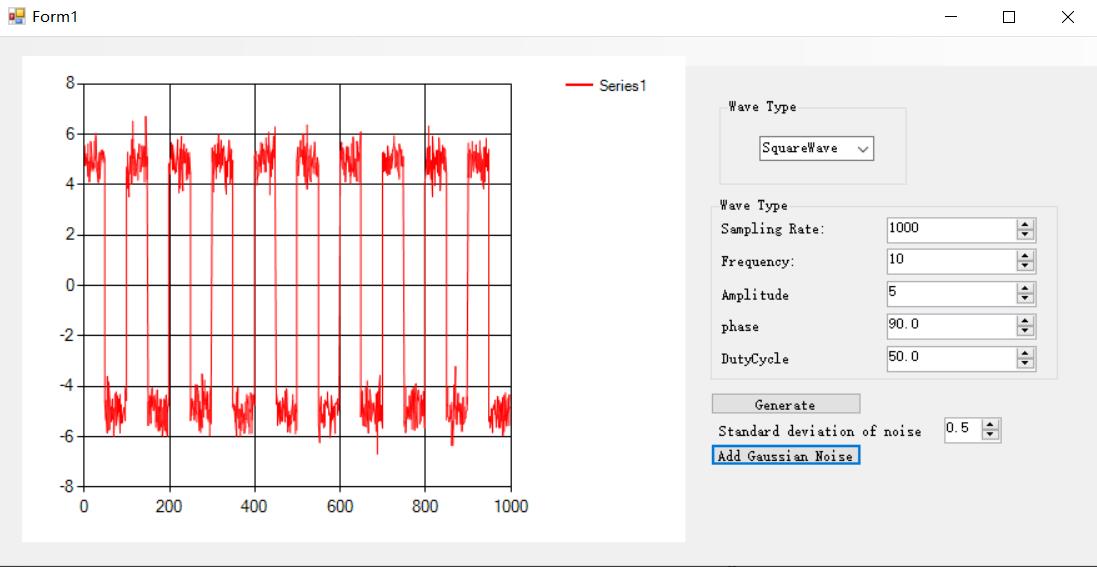 Form1
8
6
4
2
0
-2
-4
-6
-8
0 200 400 600 800 1000
Series1
Wave Type
SquareWave
Wave Type
Sampling Rate: 1000
Frequency: 10
Amplitude 5
phase 90.0
DutyCycle 50.0
Generate
Standard deviation of noise 0.5
Add Gaussian Noise